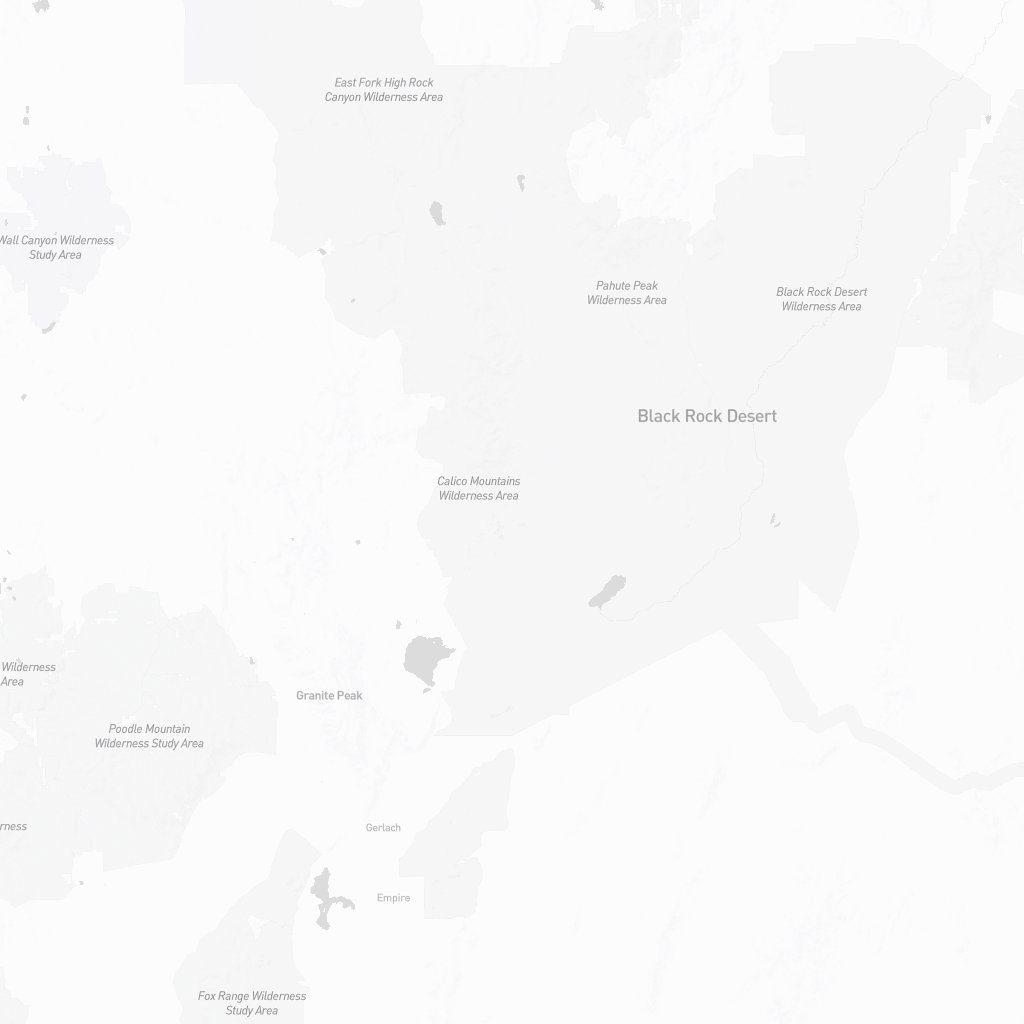 East Fork High Rock
Canyon Wilderness Area
Wall Canyon Wilderness
Study Area
Pahute Peak
Wilderness Area
Black Rock Desert
Wilderness Area
Black Rock Desert
Calico Mountains
Wilderness Area
Wilderness
Area
Granite Peak
Poodle Mountain
Wilderness Study Area
rness
Gerlach
Empire
Fox Range Wilderness
Study Area